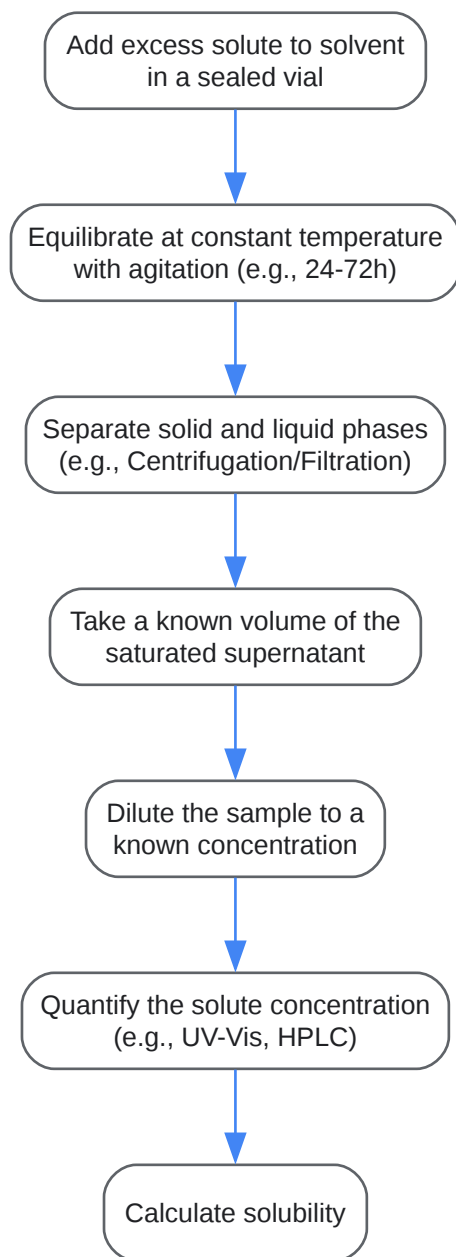 Add excess solute to solvent
in a sealed vial
Equilibrate at constant temperature
with agitation (e.g., 24-72h)
Separate solid and liquid phases
(e.g., Centrifugation/Filtration)
Take a known volume of the
saturated supernatant
Dilute the sample to a
known concentration
Quantify the solute concentration
(e.g., UV-Vis, HPLC)
Calculate solubility